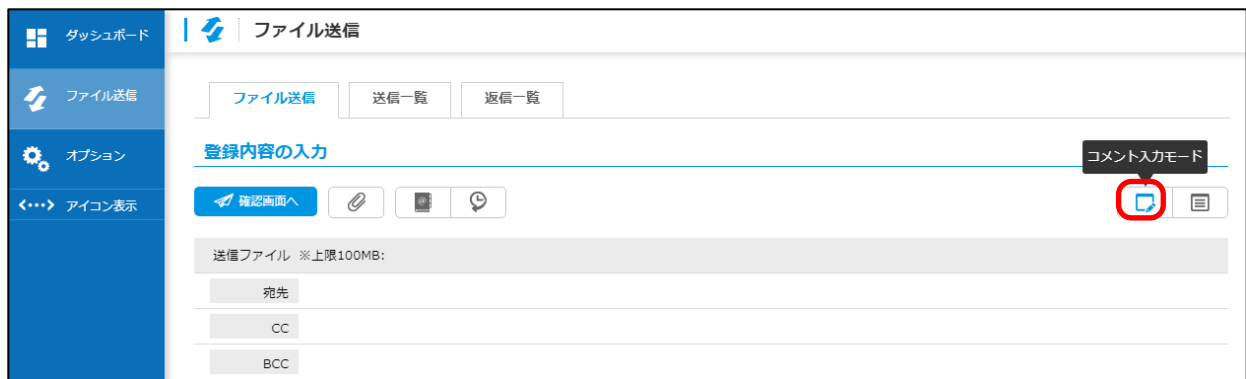 ダッシュボード
ファイル送信
ファイル送信
ファイル送信 送信一覧 返信一覧
オプション
登録内容の入力
コメント入力モード
<···> アイコン表示
確認画面へ
送信ファイル ※上限100MB:
宛先
CC
BCC